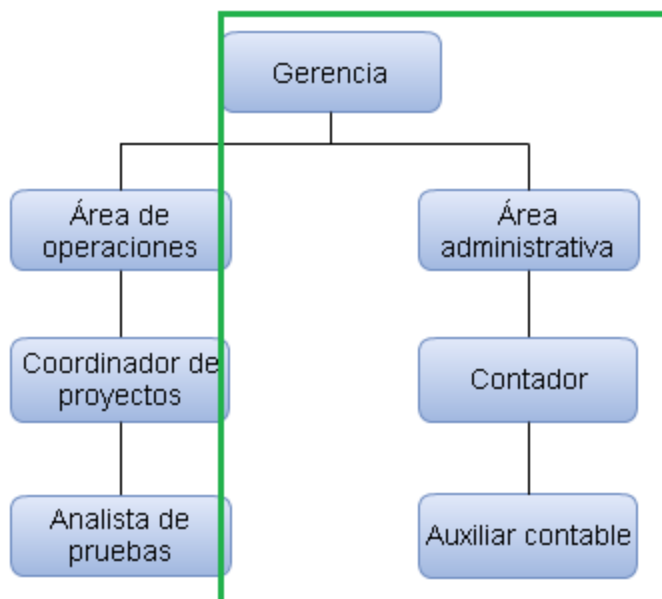 Gerencia
Área de
operaciones
Área
administrativa
Coordinador de
proyectos
Contador
Analista de
pruebas
Auxiliar contable